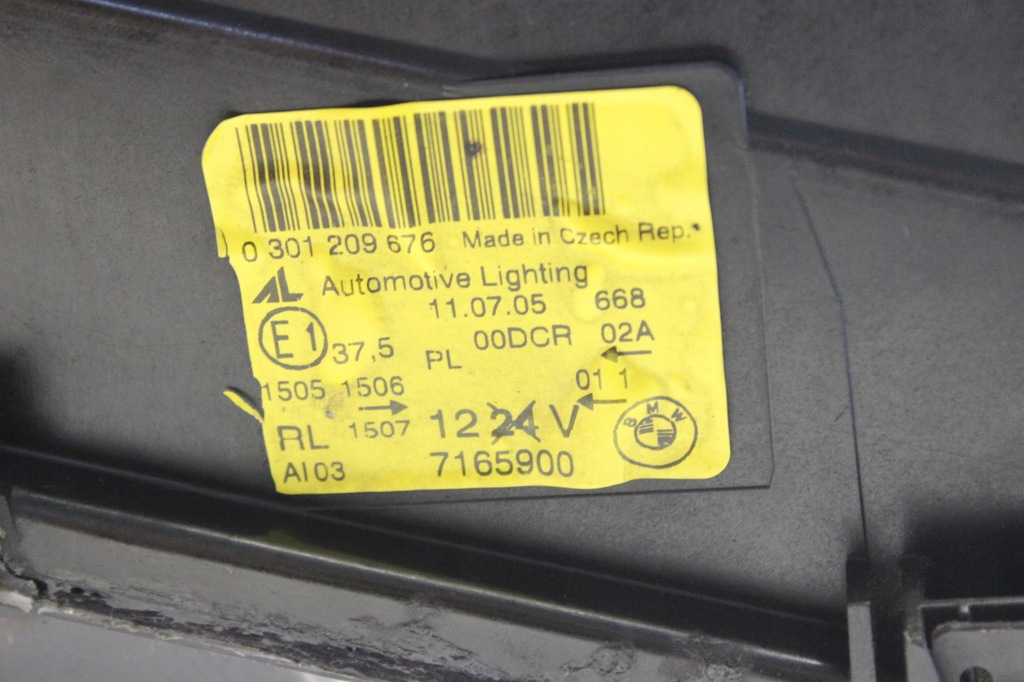 0 301 209 676 Made in Czech Rep.
AL Automotive Lighting
11.07.05 668
E1 37,5 PL 00DCR 02A
1505 1506 01 1
RL 1507 12 24 V BMW
AI03 7165900